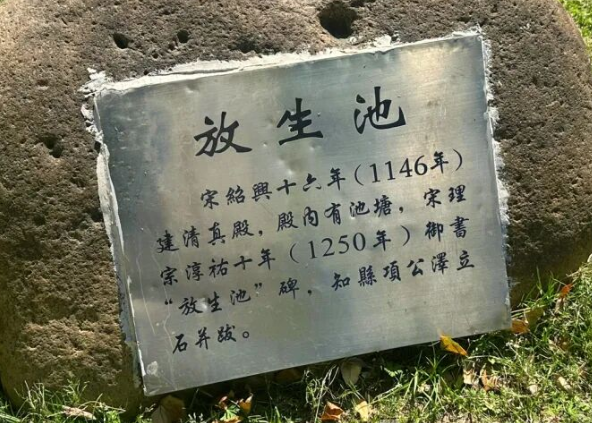 放生池
宋紹興十六年（1146年）
建清真殿，殿內有池塘，宋理
宗淳祐十年（1250年）御書
“放生池”碑，知縣項公澤立
石并跋。